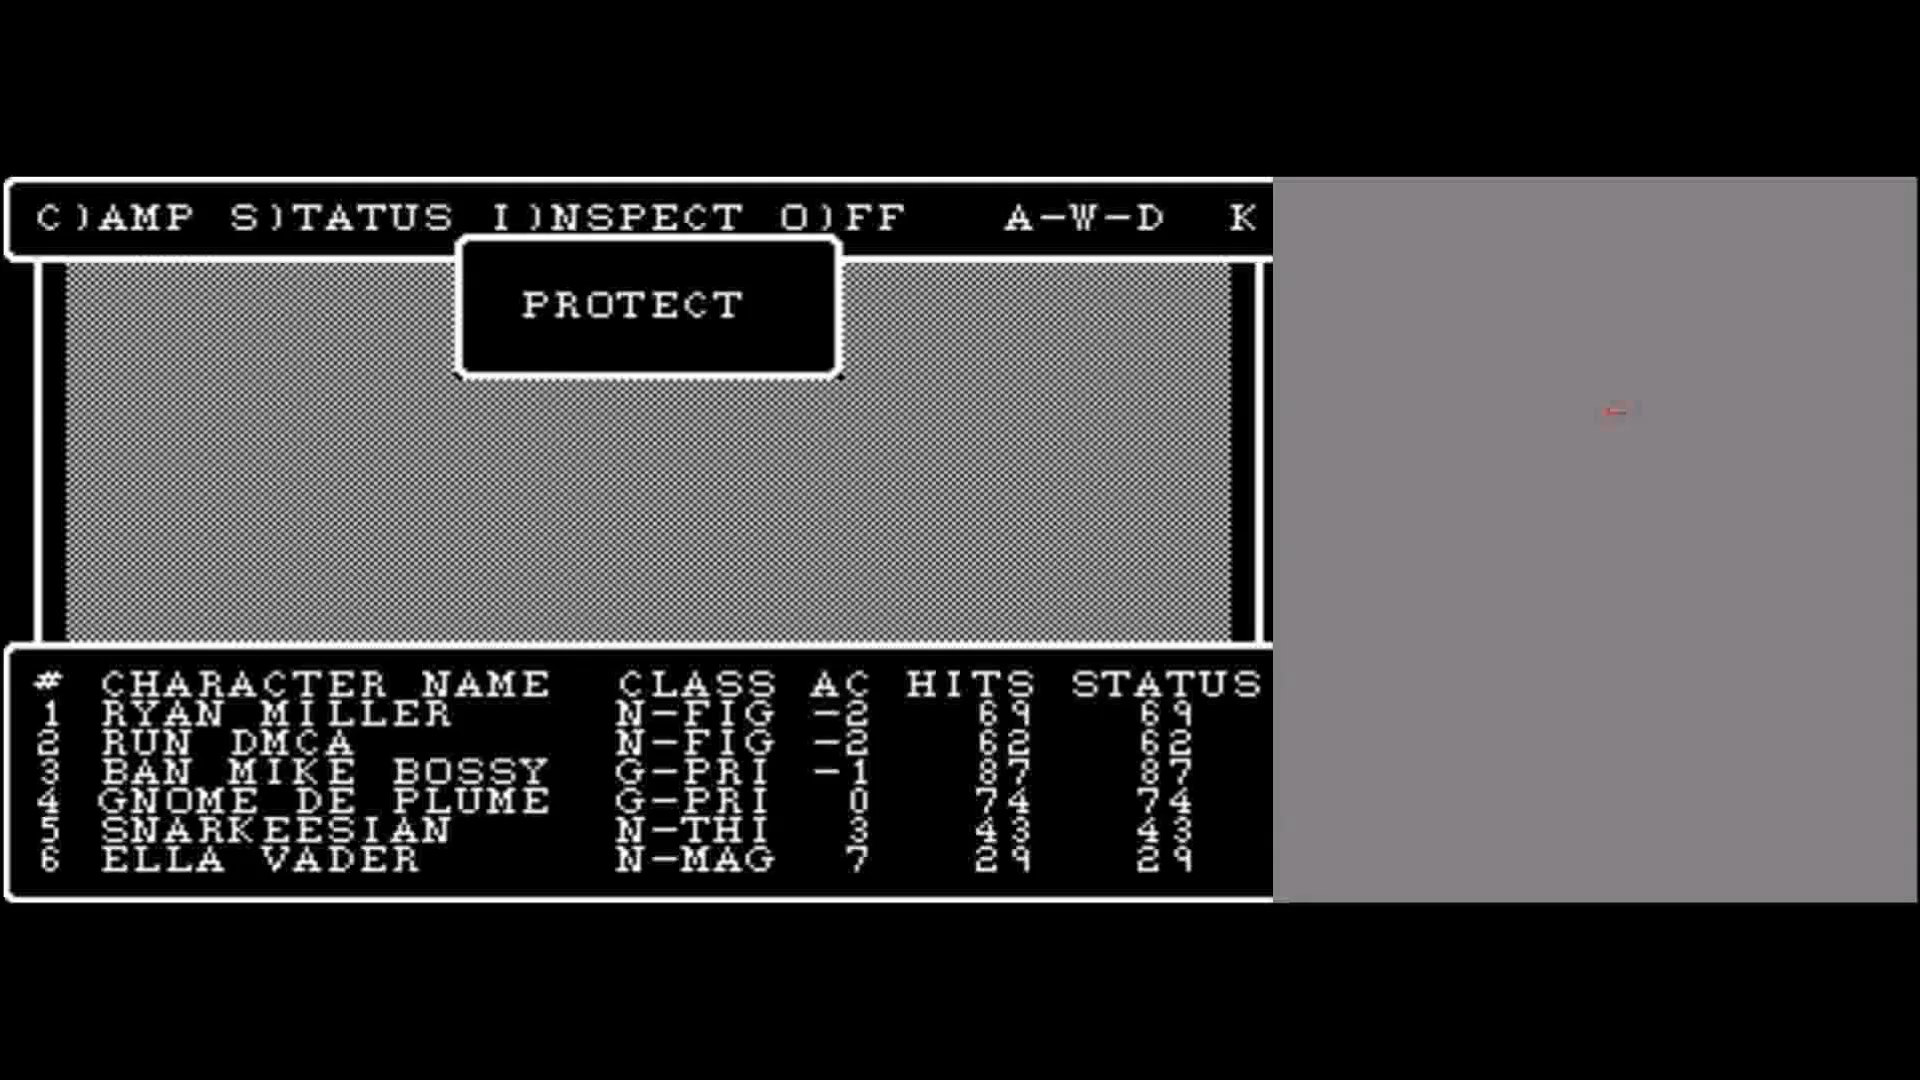 C)AMP S)TATUS I)NSPECT O)FF A-W-D K
PROTECT
# CHARACTER NAME CLASS AC HITS STATUS
1 RYAN MILLER N-FIG -2 69 69
2 RUN DMCA N-FIG -2 62 62
3 BAN MIKE BOSSY G-PRI -1 87 87
4 GNOME DE PLUME G-PRI 0 74 74
5 SNARKEESIAN N-THI 3 43 43
6 ELLA VADER N-MAG 7 29 29